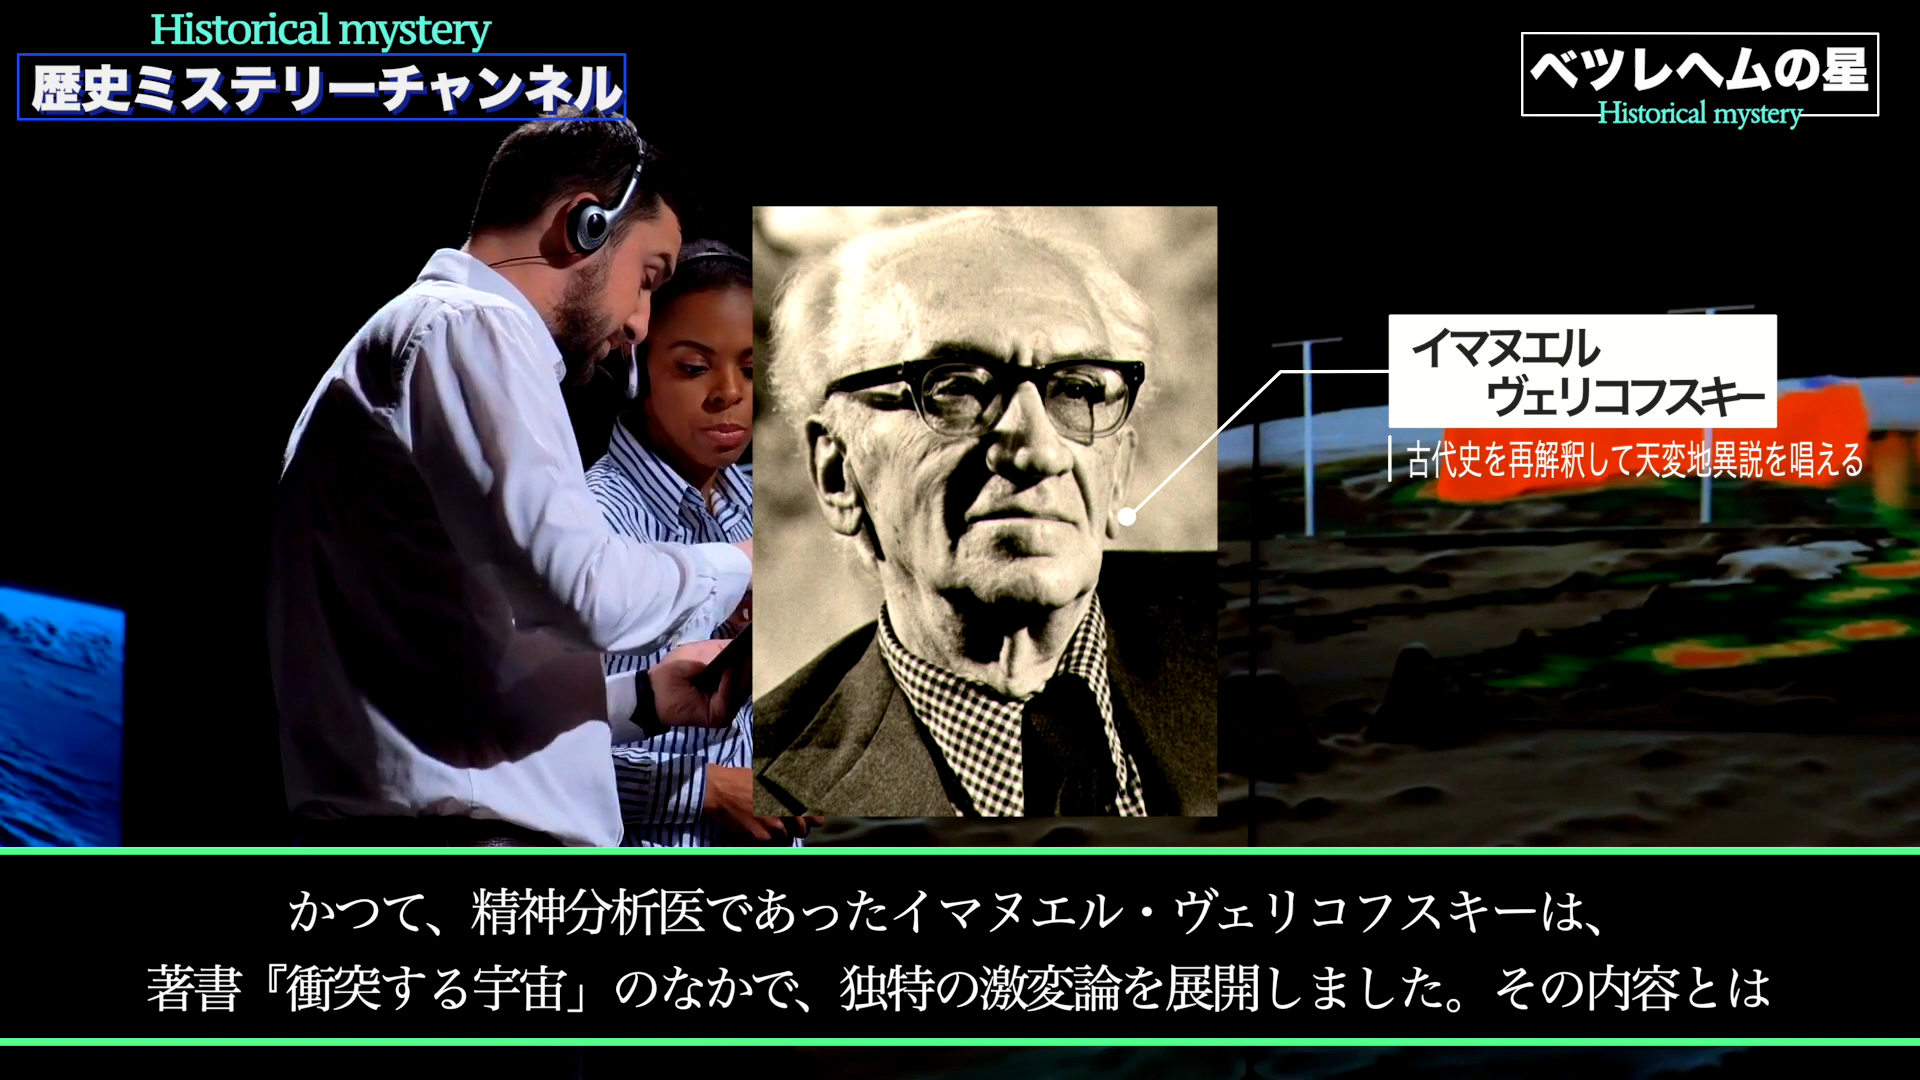 Historical mystery
歴史ミステリーチャンネル
ベツレヘムの星
Historical mystery
イマヌエル
ヴェリコフスキー
古代史を再解釈して天変地異説を唱える
かつて、精神分析医であったイマヌエル・ヴェリコフスキーは、
著書『衝突する宇宙」のなかで、独特の激変論を展開しました。その内容とは